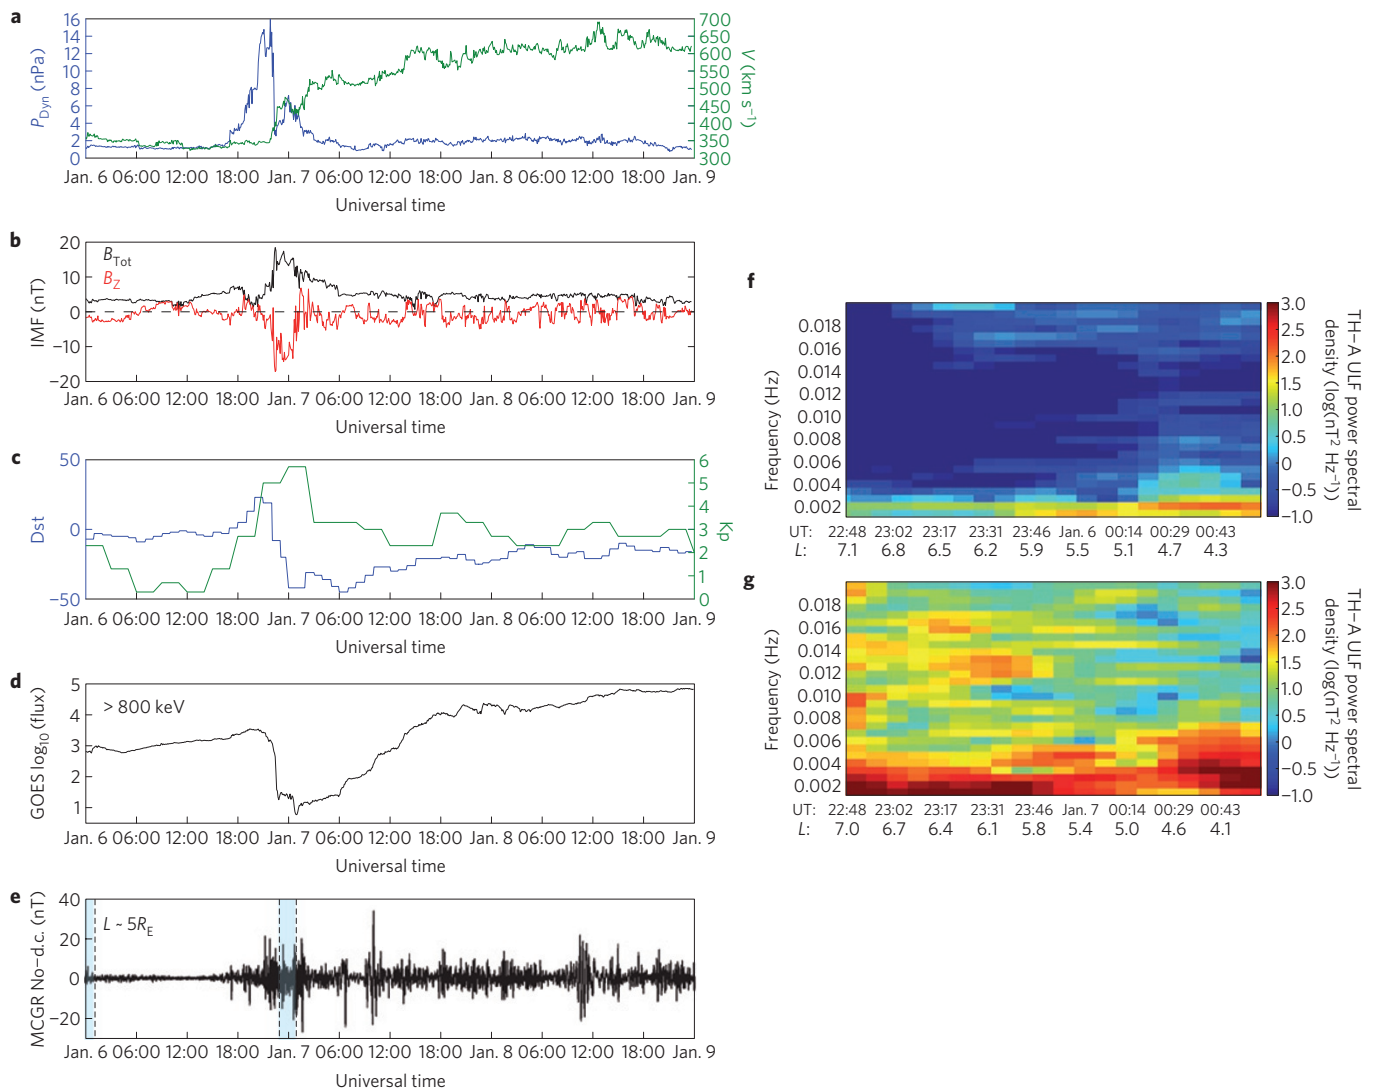 a
P_Dyn (nPa)
16
14
12
10
8
6
4
2
0
700
650
600
550
500
450
400
350
300
V (km s⁻¹)
Jan. 6 06:00 12:00 18:00 Jan. 7 06:00 12:00 18:00 Jan. 8 06:00 12:00 18:00 Jan. 9
Universal time
b
IMF (nT)
20
10
0
−10
−20
B_Tot
B_Z
Jan. 6 06:00 12:00 18:00 Jan. 7 06:00 12:00 18:00 Jan. 8 06:00 12:00 18:00 Jan. 9
Universal time
c
Dst
50
0
−50
6
5
4
3
2
1
0
Kp
Jan. 6 06:00 12:00 18:00 Jan. 7 06:00 12:00 18:00 Jan. 8 06:00 12:00 18:00 Jan. 9
Universal time
d
GOES log₁₀ (flux)
5
4
3
2
1
> 800 keV
Jan. 6 06:00 12:00 18:00 Jan. 7 06:00 12:00 18:00 Jan. 8 06:00 12:00 18:00 Jan. 9
Universal time
e
MCGR No−d.c. (nT)
40
20
0
−20
L ~ 5R_E
Jan. 6 06:00 12:00 18:00 Jan. 7 06:00 12:00 18:00 Jan. 8 06:00 12:00 18:00 Jan. 9
Universal time
f
Frequency (Hz)
0.018
0.016
0.014
0.012
0.010
0.008
0.006
0.004
0.002
UT: 22:48 23:02 23:17 23:31 23:46 Jan. 6 00:14 00:29 00:43
L: 7.1 6.8 6.5 6.2 5.9 5.5 5.1 4.7 4.3
3.0
2.5
2.0
1.5
1.0
0.5
0
−0.5
−1.0
TH−A ULF power spectral
density (log(nT² Hz⁻¹))
g
Frequency (Hz)
0.018
0.016
0.014
0.012
0.010
0.008
0.006
0.004
0.002
UT: 22:48 23:02 23:17 23:31 23:46 Jan. 7 00:14 00:29 00:43
L: 7.0 6.7 6.4 6.1 5.8 5.4 5.0 4.6 4.1
3.0
2.5
2.0
1.5
1.0
0.5
0
−0.5
−1.0
TH−A ULF power spectral
density (log(nT² Hz⁻¹))